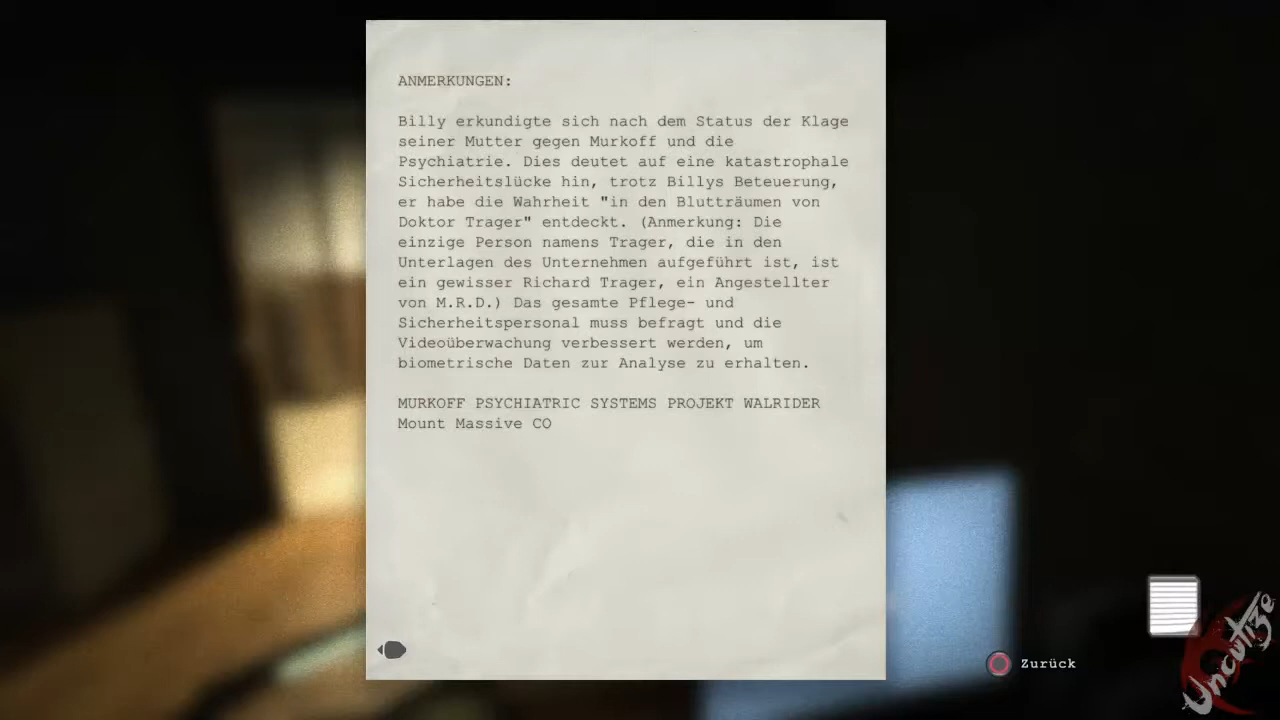 ANMERKUNGEN:
Billy erkundigte sich nach dem Status der Klage
seiner Mutter gegen Murkoff und die
Psychiatrie. Dies deutet auf eine katastrophale
Sicherheitslücke hin, trotz Billys Beteuerung,
er habe die Wahrheit "in den Blutträumen von
Doktor Trager" entdeckt. (Anmerkung: Die
einzige Person namens Trager, die in den
Unterlagen des Unternehmen aufgeführt ist, ist
ein gewisser Richard Trager, ein Angestellter
von M.R.D.) Das gesamte Pflege- und
Sicherheitspersonal muss befragt und die
Videoüberwachung verbessert werden, um
biometrische Daten zur Analyse zu erhalten.
MURKOFF PSYCHIATRIC SYSTEMS PROJEKT WALRIDER
Mount Massive CO
Zurück
Uncut4ze